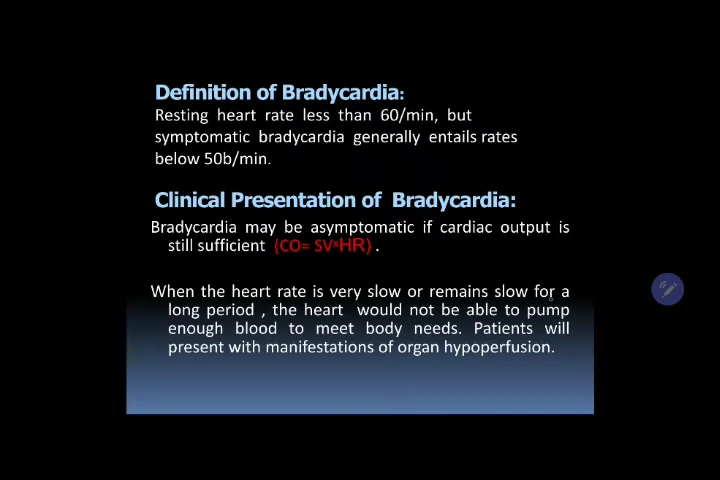 Definition of Bradycardia:
Resting heart rate less than 60/min, but
symptomatic bradycardia generally entails rates
below 50b/min.
Clinical Presentation of Bradycardia:
Bradycardia may be asymptomatic if cardiac output is
still sufficient (CO= SVxHR) .
When the heart rate is very slow or remains slow for a
long period , the heart would not be able to pump
enough blood to meet body needs. Patients will
present with manifestations of organ hypoperfusion.